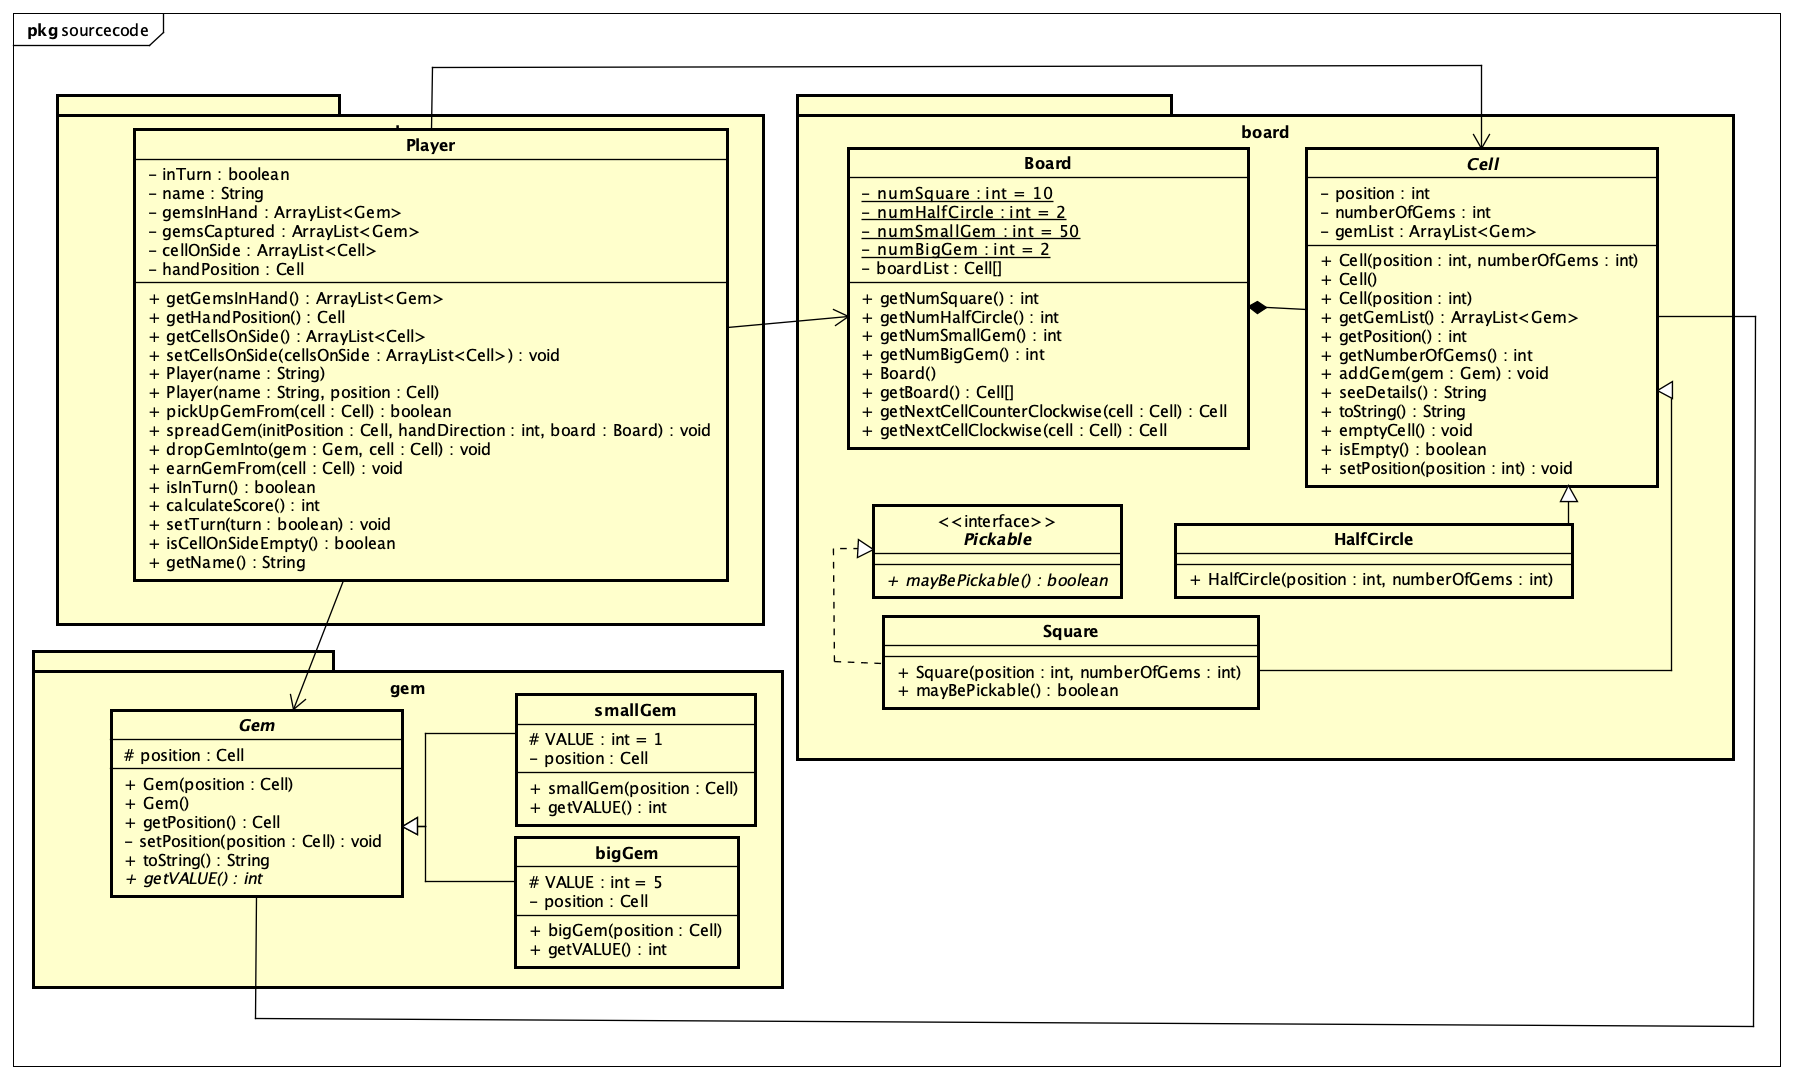 pkg sourcecode
Player
- inTurn : boolean
- name : String
- gemsInHand : ArrayList<Gem>
- gemsCaptured : ArrayList<Gem>
- cellOnSide : ArrayList<Cell>
- handPosition : Cell
+ getGemsInHand() : ArrayList<Gem>
+ getHandPosition() : Cell
+ getCellsOnSide() : ArrayList<Cell>
+ setCellsOnSide(cellsOnSide : ArrayList<Cell>) : void
+ Player(name : String)
+ Player(name : String, position : Cell)
+ pickUpGemFrom(cell : Cell) : boolean
+ spreadGem(initPosition : Cell, handDirection : int, board : Board) : void
+ dropGemInto(gem : Gem, cell : Cell) : void
+ earnGemFrom(cell : Cell) : void
+ isInTurn() : boolean
+ calculateScore() : int
+ setTurn(turn : boolean) : void
+ isCellOnSideEmpty() : boolean
+ getName() : String
board
Board
- numSquare : int = 10
- numHalfCircle : int = 2
- numSmallGem : int = 50
- numBigGem : int = 2
- boardList : Cell[]
+ getNumSquare() : int
+ getNumHalfCircle() : int
+ getNumSmallGem() : int
+ getNumBigGem() : int
+ Board()
+ getBoard() : Cell[]
+ getNextCellCounterClockwise(cell : Cell) : Cell
+ getNextCellClockwise(cell : Cell) : Cell
Cell
- position : int
- numberOfGems : int
- gemList : ArrayList<Gem>
+ Cell(position : int, numberOfGems : int)
+ Cell()
+ Cell(position : int)
+ getGemList() : ArrayList<Gem>
+ getPosition() : int
+ getNumberOfGems() : int
+ addGem(gem : Gem) : void
+ seeDetails() : String
+ toString() : String
+ emptyCell() : void
+ isEmpty() : boolean
+ setPosition(position : int) : void
<<interface>>
Pickable
+ mayBePickable() : boolean
HalfCircle
+ HalfCircle(position : int, numberOfGems : int)
Square
+ Square(position : int, numberOfGems : int)
+ mayBePickable() : boolean
gem
Gem
# position : Cell
+ Gem(position : Cell)
+ Gem()
+ getPosition() : Cell
- setPosition(position : Cell) : void
+ toString() : String
+ getVALUE() : int
smallGem
# VALUE : int = 1
- position : Cell
+ smallGem(position : Cell)
+ getVALUE() : int
bigGem
# VALUE : int = 5
- position : Cell
+ bigGem(position : Cell)
+ getVALUE() : int